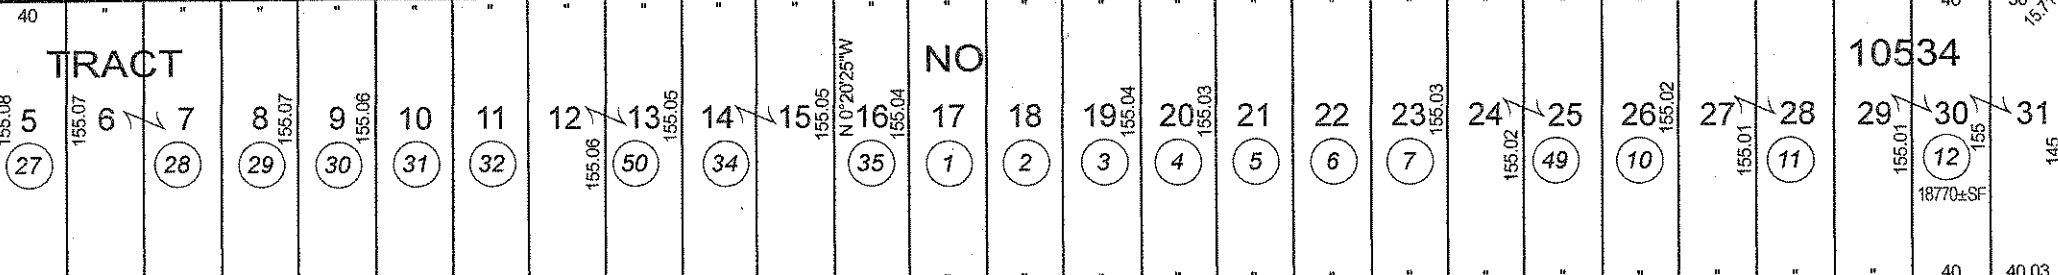 40 " " " " " " " " " " " " " " " " " " " " " " " " " 40
15.71
TRACT NO 10534
N 0°20'25"W
155.08 155.07 155.07 155.06 155.06 155.05 155.05 155.04 155.04 155.03 155.03 155.02 155.02 155.01 155.01 155 145
5 6 7 8 9 10 11 12 13 14 15 16 17 18 19 20 21 22 23 24 25 26 27 28 29 30 31
27 28 29 30 31 32 50 34 35 1 2 3 4 5 6 7 49 10 11 12
18770±SF
" " " " " " " " " " " " " 40 40.03